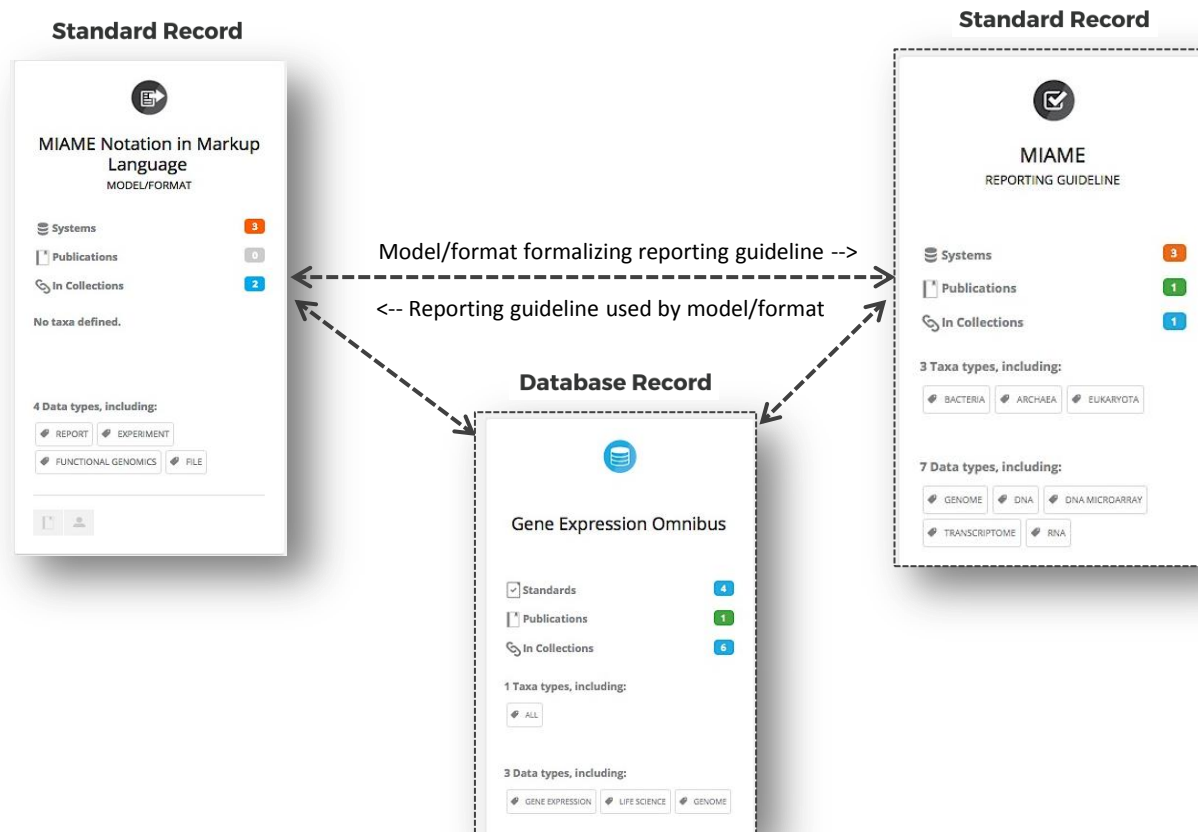 Standard Record
MIAME Notation in Markup
Language
MODEL/FORMAT
Systems 3
Publications 0
In Collections 2
No taxa defined.
4 Data types, including:
REPORT EXPERIMENT
FUNCTIONAL GENOMICS FILE
Model/format formalizing reporting guideline -->
<-- Reporting guideline used by model/format
Database Record
Gene Expression Omnibus
Standards 4
Publications 1
In Collections 6
1 Taxa types, including:
ALL
3 Data types, including:
GENE EXPRESSION LIFE SCIENCE GENOME
Standard Record
MIAME
REPORTING GUIDELINE
Systems 3
Publications 1
In Collections 1
3 Taxa types, including:
BACTERIA ARCHAEA EUKARYOTA
7 Data types, including:
GENOME DNA DNA MICROARRAY
TRANSCRIPTOME RNA